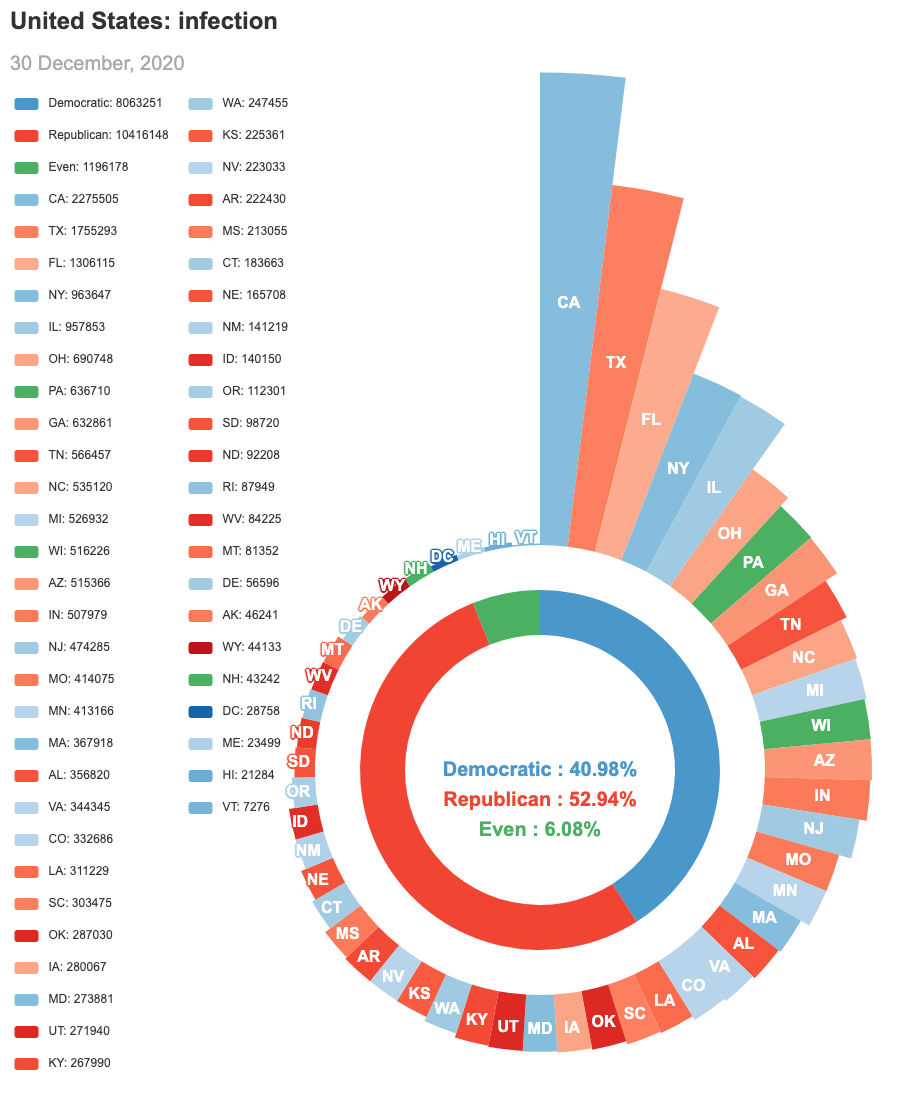 United States: infection
30 December, 2020
Democratic: 8063251
Republican: 10416148
Even: 1196178
CA: 2275505
TX: 1755293
FL: 1306115
NY: 963647
IL: 957853
OH: 690748
PA: 636710
GA: 632861
TN: 566457
NC: 535120
MI: 526932
WI: 516226
AZ: 515366
IN: 507979
NJ: 474285
MO: 414075
MN: 413166
MA: 367918
AL: 356820
VA: 344345
CO: 332686
LA: 311229
SC: 303475
OK: 287030
IA: 280067
MD: 273881
UT: 271940
KY: 267990
WA: 247455
KS: 225361
NV: 223033
AR: 222430
MS: 213055
CT: 183663
NE: 165708
NM: 141219
ID: 140150
OR: 112301
SD: 98720
ND: 92208
RI: 87949
WV: 84225
MT: 81352
DE: 56596
AK: 46241
WY: 44133
NH: 43242
DC: 28758
ME: 23499
HI: 21284
VT: 7276
CA
TX
FL
NY
IL
OH
PA
GA
TN
NC
MI
WI
AZ
IN
NJ
MO
MN
MA
AL
VA
CO
LA
SC
OK
IA
MD
UT
KY
WA
KS
NV
AR
MS
CT
NE
NM
ID
OR
SD
ND
RI
WV
MT
DE
AK
WY
NH
DC
ME
HI
VT
Democratic : 40.98%
Republican : 52.94%
Even : 6.08%